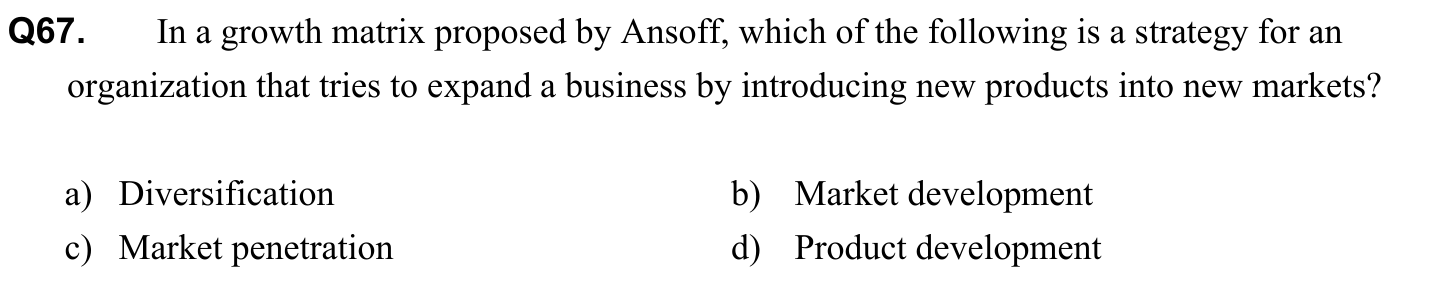 Q67. In a growth matrix proposed by Ansoff, which of the following is a strategy for an
organization that tries to expand a business by introducing new products into new markets?
a) Diversification b) Market development
c) Market penetration d) Product development